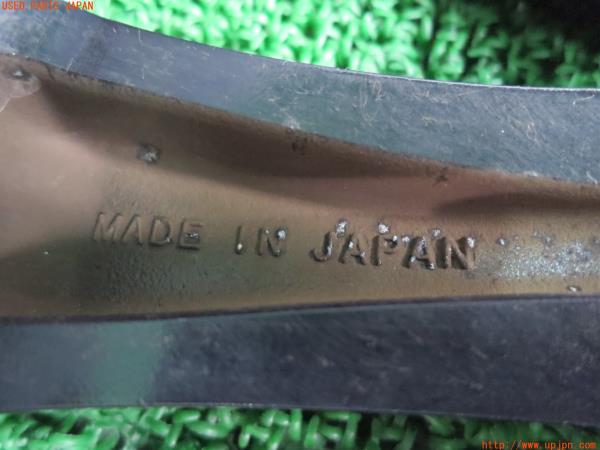 USED PARTS JAPAN
MADE IN JAPAN
http://www.upjpn.com/